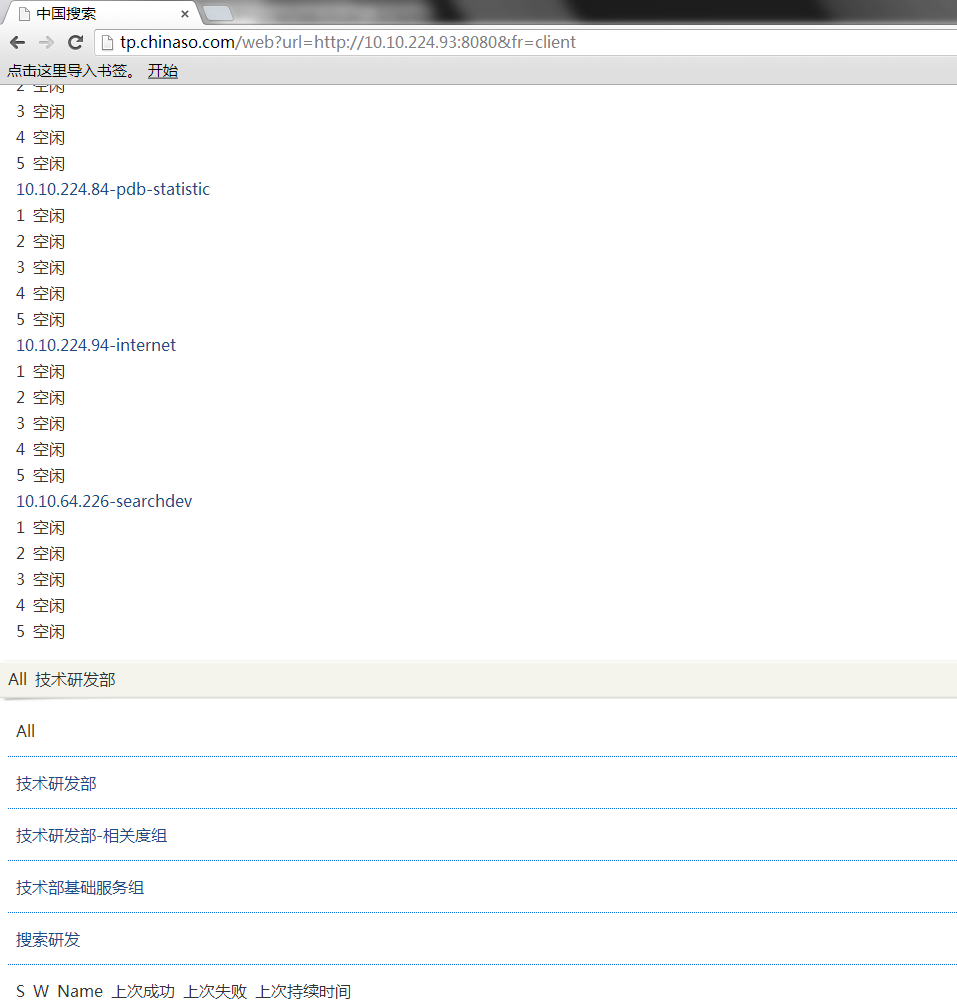 中国搜索
tp.chinaso.com/web?url=http://10.10.224.93:8080&fr=client
点击这里导入书签。 开始
2 空闲
3 空闲
4 空闲
5 空闲
10.10.224.84-pdb-statistic
1 空闲
2 空闲
3 空闲
4 空闲
5 空闲
10.10.224.94-internet
1 空闲
2 空闲
3 空闲
4 空闲
5 空闲
10.10.64.226-searchdev
1 空闲
2 空闲
3 空闲
4 空闲
5 空闲
All 技术研发部
All
技术研发部
技术研发部-相关度组
技术部基础服务组
搜索研发
S W Name 上次成功 上次失败 上次持续时间